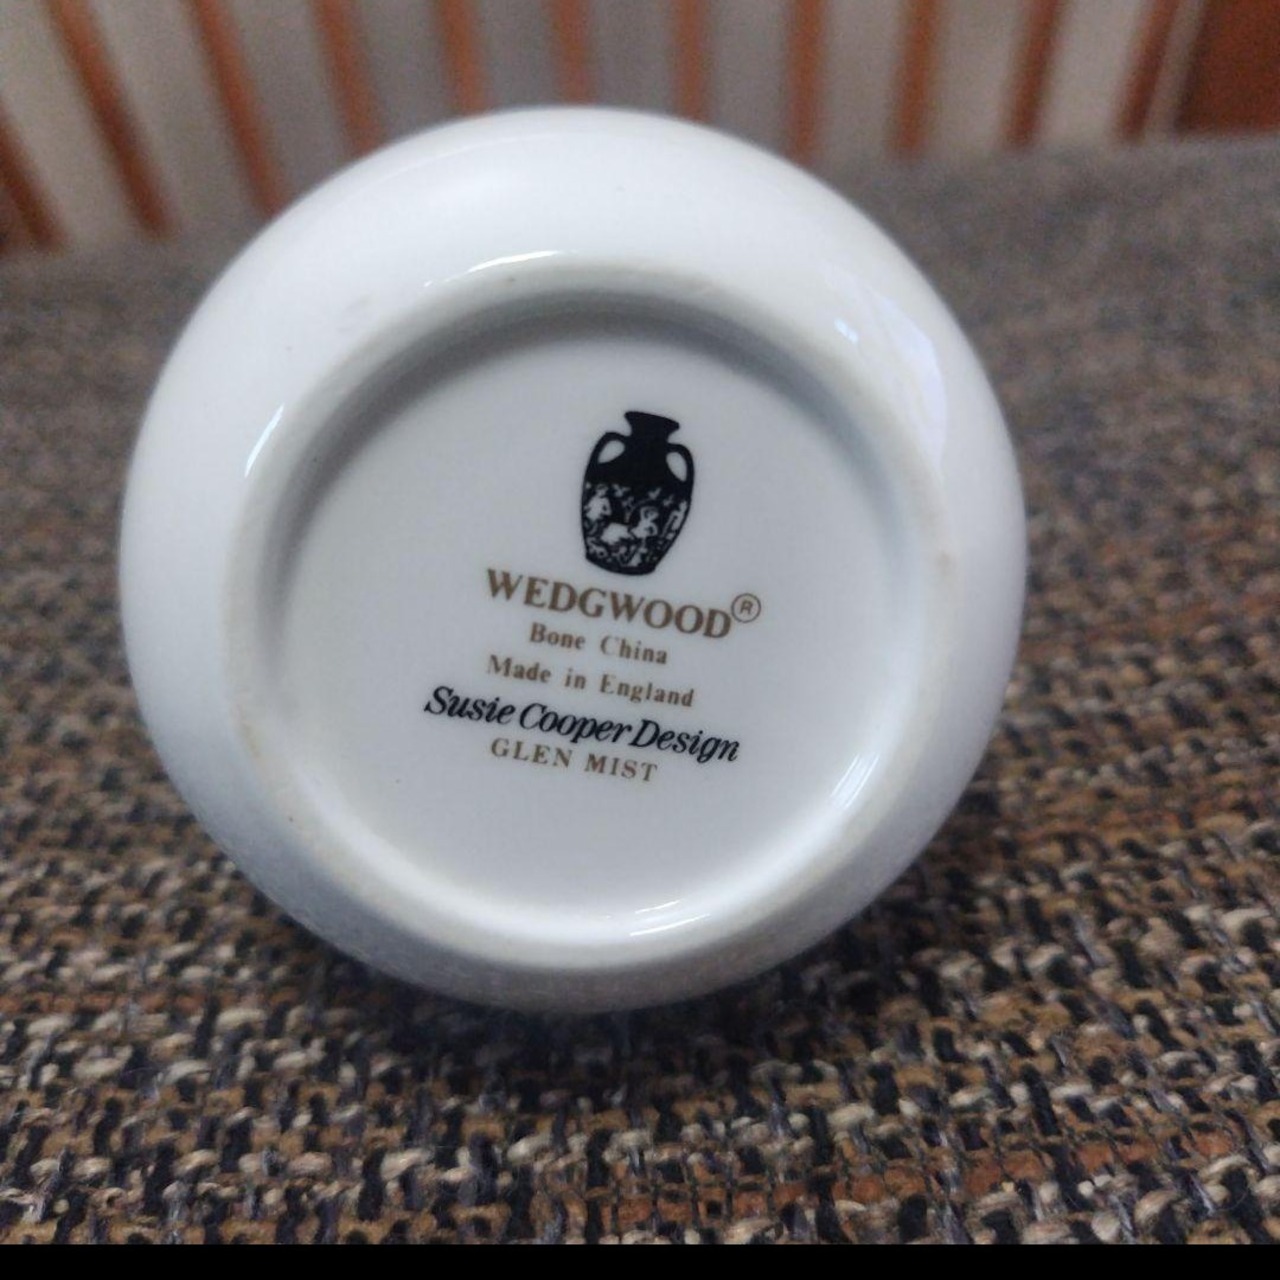 WEDGWOOD®
Bone China
Made in England
Susie Cooper Design
GLEN MIST